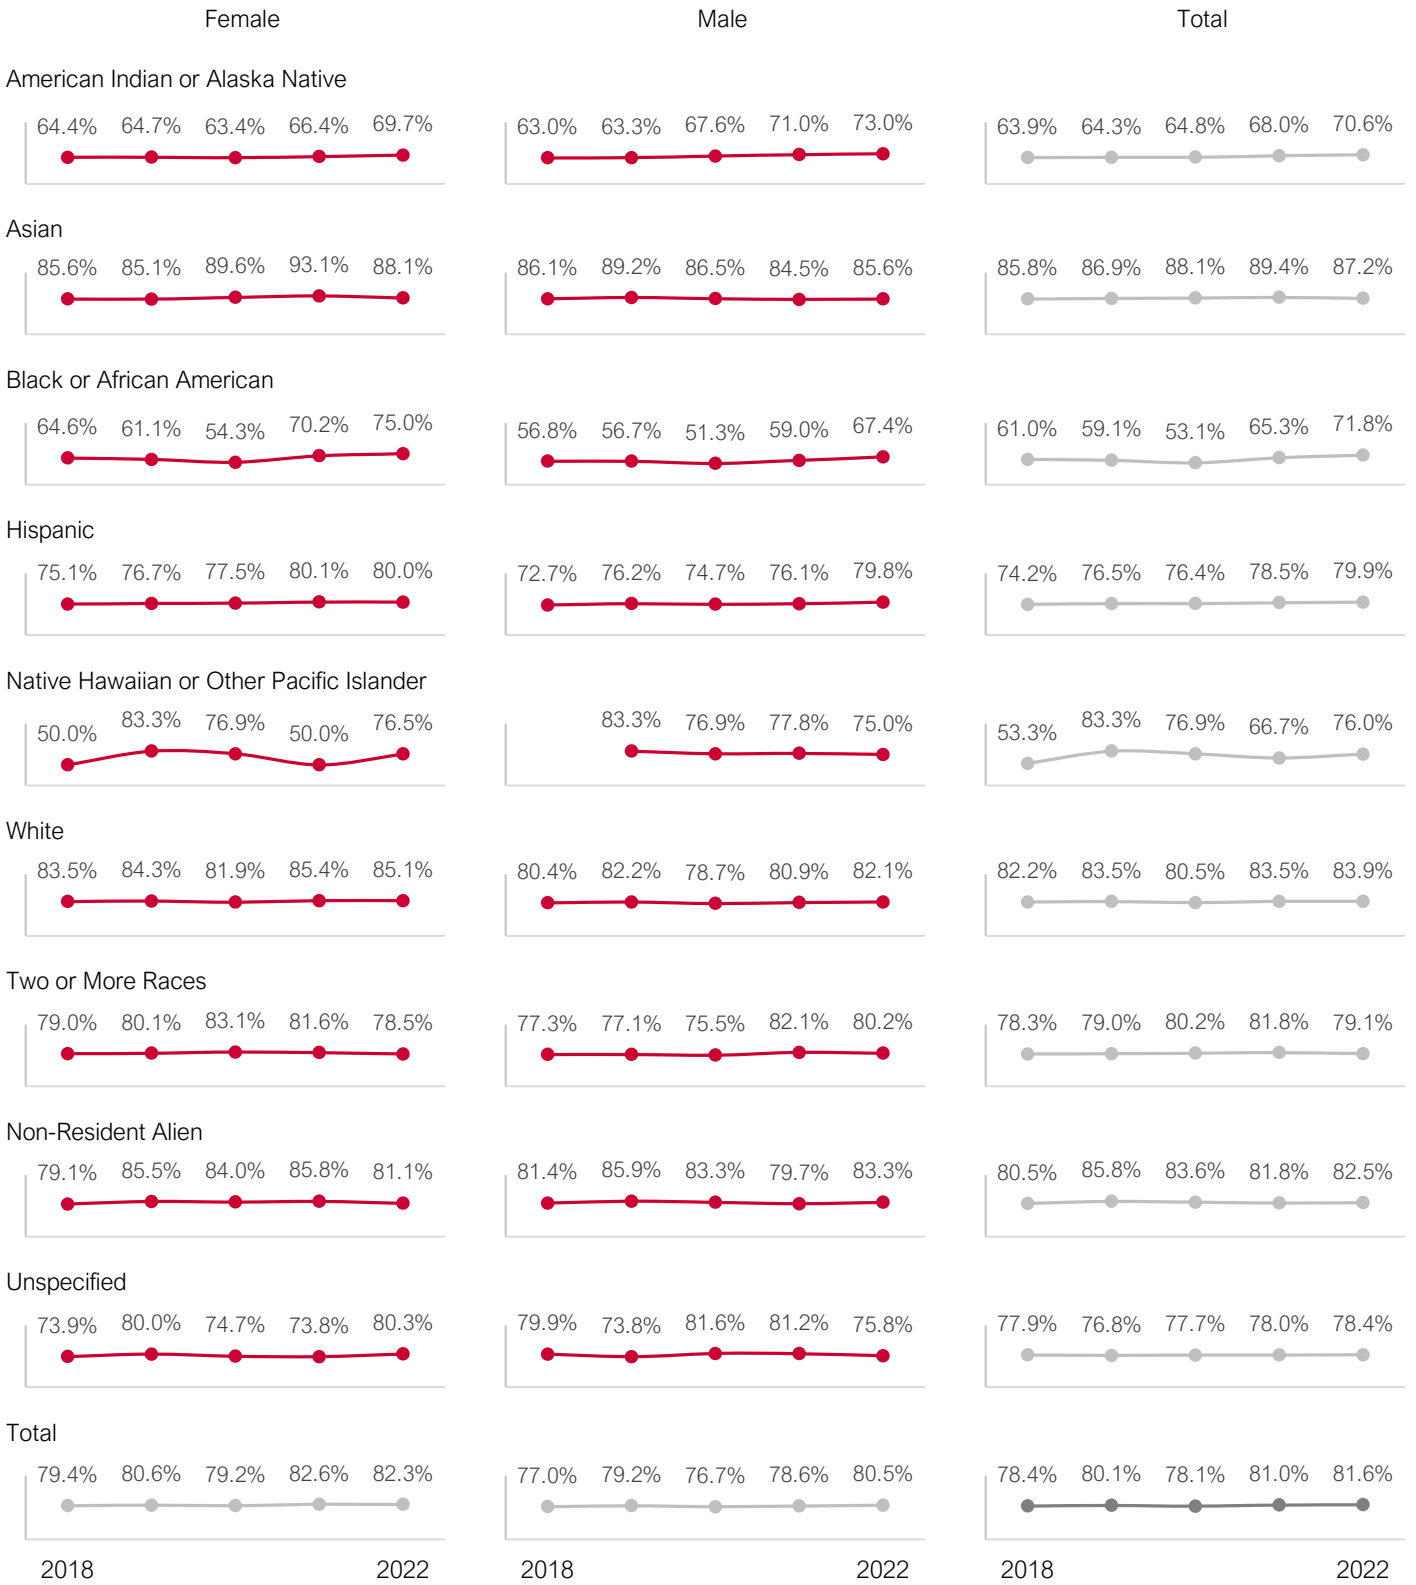 Female Male Total
American Indian or Alaska Native
64.4% 64.7% 63.4% 66.4% 69.7% 63.0% 63.3% 67.6% 71.0% 73.0% 63.9% 64.3% 64.8% 68.0% 70.6%
Asian
85.6% 85.1% 89.6% 93.1% 88.1% 86.1% 89.2% 86.5% 84.5% 85.6% 85.8% 86.9% 88.1% 89.4% 87.2%
Black or African American
64.6% 61.1% 54.3% 70.2% 75.0% 56.8% 56.7% 51.3% 59.0% 67.4% 61.0% 59.1% 53.1% 65.3% 71.8%
Hispanic
75.1% 76.7% 77.5% 80.1% 80.0% 72.7% 76.2% 74.7% 76.1% 79.8% 74.2% 76.5% 76.4% 78.5% 79.9%
Native Hawaiian or Other Pacific Islander
50.0% 83.3% 76.9% 50.0% 76.5% 83.3% 76.9% 77.8% 75.0% 53.3% 83.3% 76.9% 66.7% 76.0%
White
83.5% 84.3% 81.9% 85.4% 85.1% 80.4% 82.2% 78.7% 80.9% 82.1% 82.2% 83.5% 80.5% 83.5% 83.9%
Two or More Races
79.0% 80.1% 83.1% 81.6% 78.5% 77.3% 77.1% 75.5% 82.1% 80.2% 78.3% 79.0% 80.2% 81.8% 79.1%
Non-Resident Alien
79.1% 85.5% 84.0% 85.8% 81.1% 81.4% 85.9% 83.3% 79.7% 83.3% 80.5% 85.8% 83.6% 81.8% 82.5%
Unspecified
73.9% 80.0% 74.7% 73.8% 80.3% 79.9% 73.8% 81.6% 81.2% 75.8% 77.9% 76.8% 77.7% 78.0% 78.4%
Total
79.4% 80.6% 79.2% 82.6% 82.3% 77.0% 79.2% 76.7% 78.6% 80.5% 78.4% 80.1% 78.1% 81.0% 81.6%
2018 2022 2018 2022 2018 2022